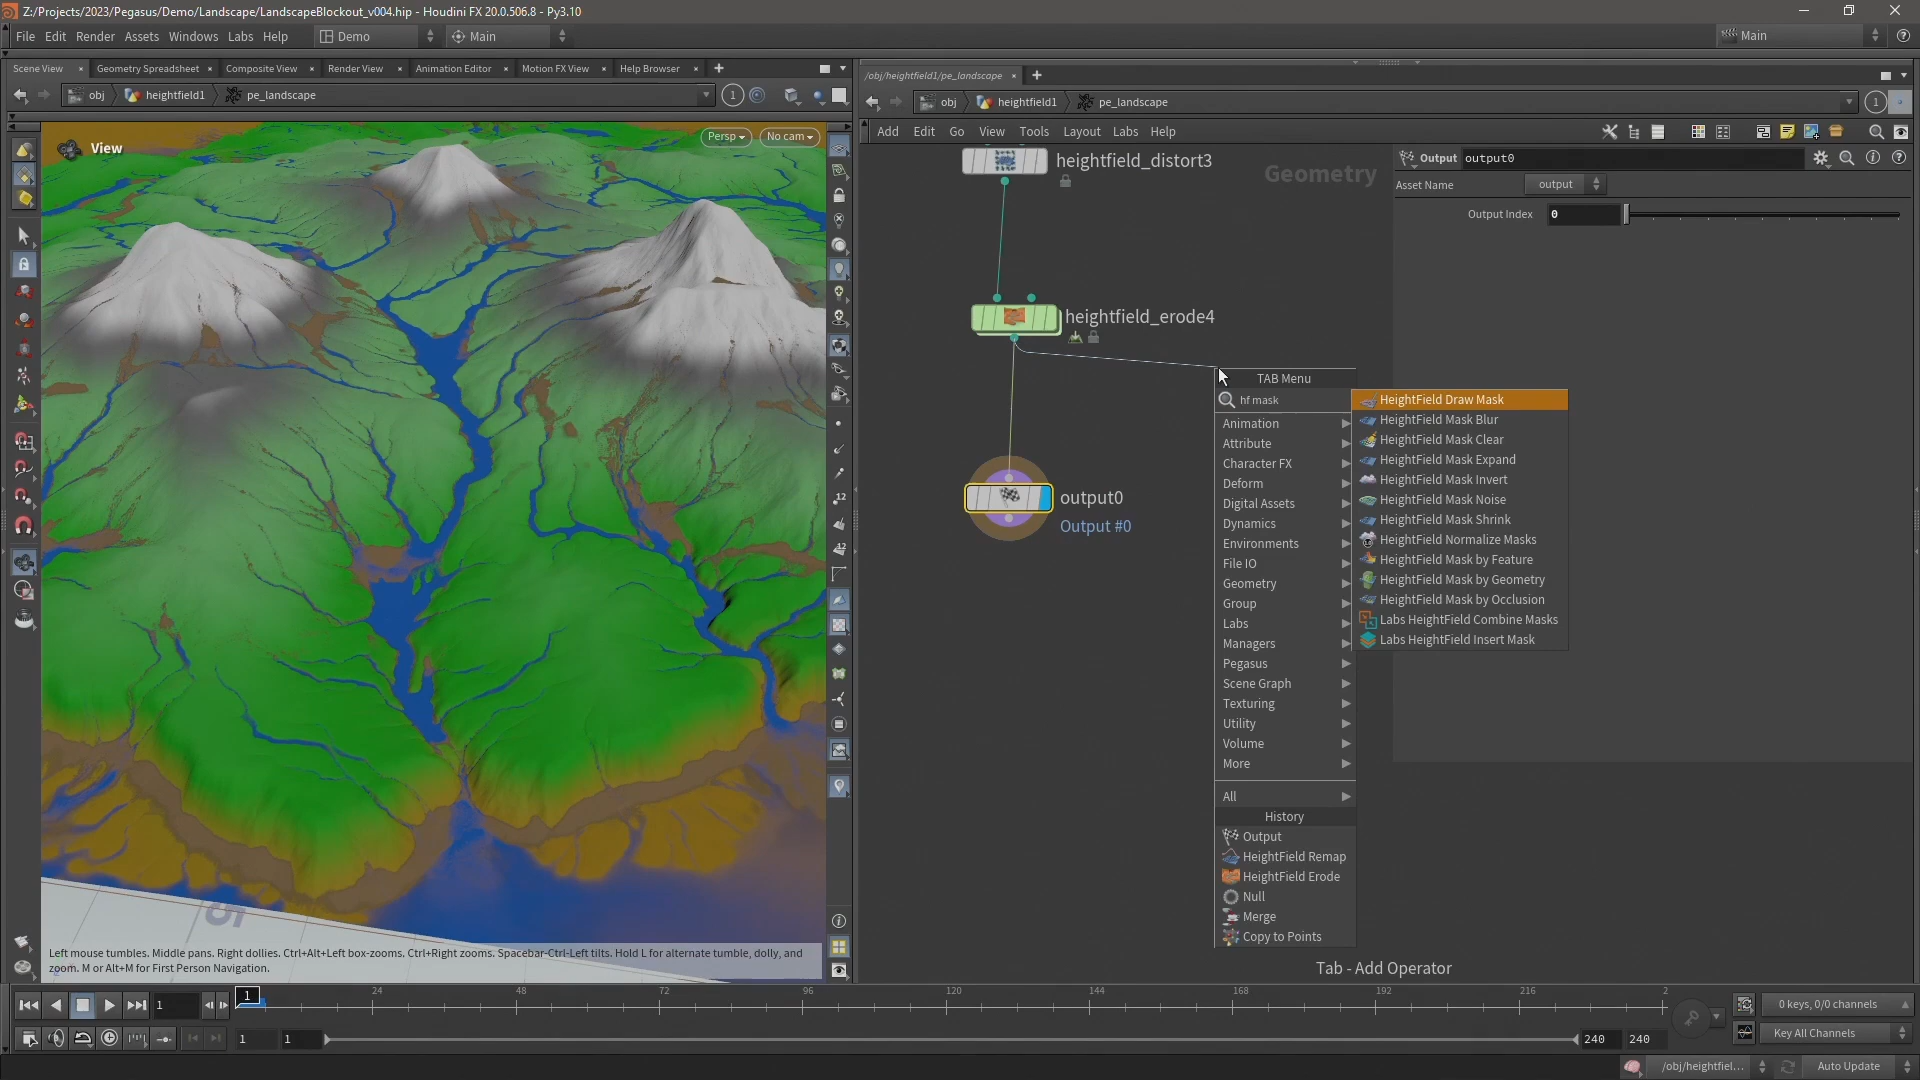 Z:/Projects/2023/Pegasus/Demo/Landscape/LandscapeBlockout_v004.hip - Houdini FX 20.0.506.8 - Py3.10
File Edit Render Assets Windows Labs Help Demo Main Main
Scene View Geometry Spreadsheet Composite View Render View Animation Editor Motion FX View Help Browser
/obj/heightfield1/pe_landscape
obj heightfield1 pe_landscape 1
obj heightfield1 pe_landscape 1
Add Edit Go View Tools Layout Labs Help
View
Persp No cam
heightfield_distort3
Geometry
Output output0
Asset Name output
Output Index 0
heightfield_erode4
output0
Output #0
TAB Menu
hf mask
Animation
Attribute
Character FX
Deform
Digital Assets
Dynamics
Environments
File IO
Geometry
Group
Labs
Managers
Pegasus
Scene Graph
Texturing
Utility
Volume
More
All
History
Output
HeightField Remap
HeightField Erode
Null
Merge
Copy to Points
HeightField Draw Mask
HeightField Mask Blur
HeightField Mask Clear
HeightField Mask Expand
HeightField Mask Invert
HeightField Mask Noise
HeightField Mask Shrink
HeightField Normalize Masks
HeightField Mask by Feature
HeightField Mask by Geometry
HeightField Mask by Occlusion
Labs HeightField Combine Masks
Labs HeightField Insert Mask
Tab - Add Operator
12
12
Left mouse tumbles. Middle pans. Right dollies. Ctrl+Alt+Left box-zooms. Ctrl+Right zooms. Spacebar-Ctrl-Left tilts. Hold L for alternate tumble, dolly, and
zoom. M or Alt+M for First Person Navigation.
1 1 24 48 72 96 120 144 168 192 216 2
0 keys, 0/0 channels
1 1 240 240
Key All Channels
/obj/heightfiel... Auto Update